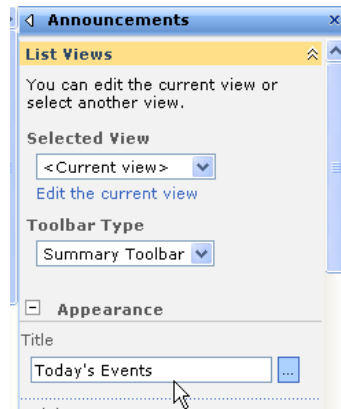 Announcements
List Views
You can edit the current view or
select another view.
Selected View
<Current view>
Edit the current view
Toolbar Type
Summary Toolbar
Appearance
Title
Today's Events
...